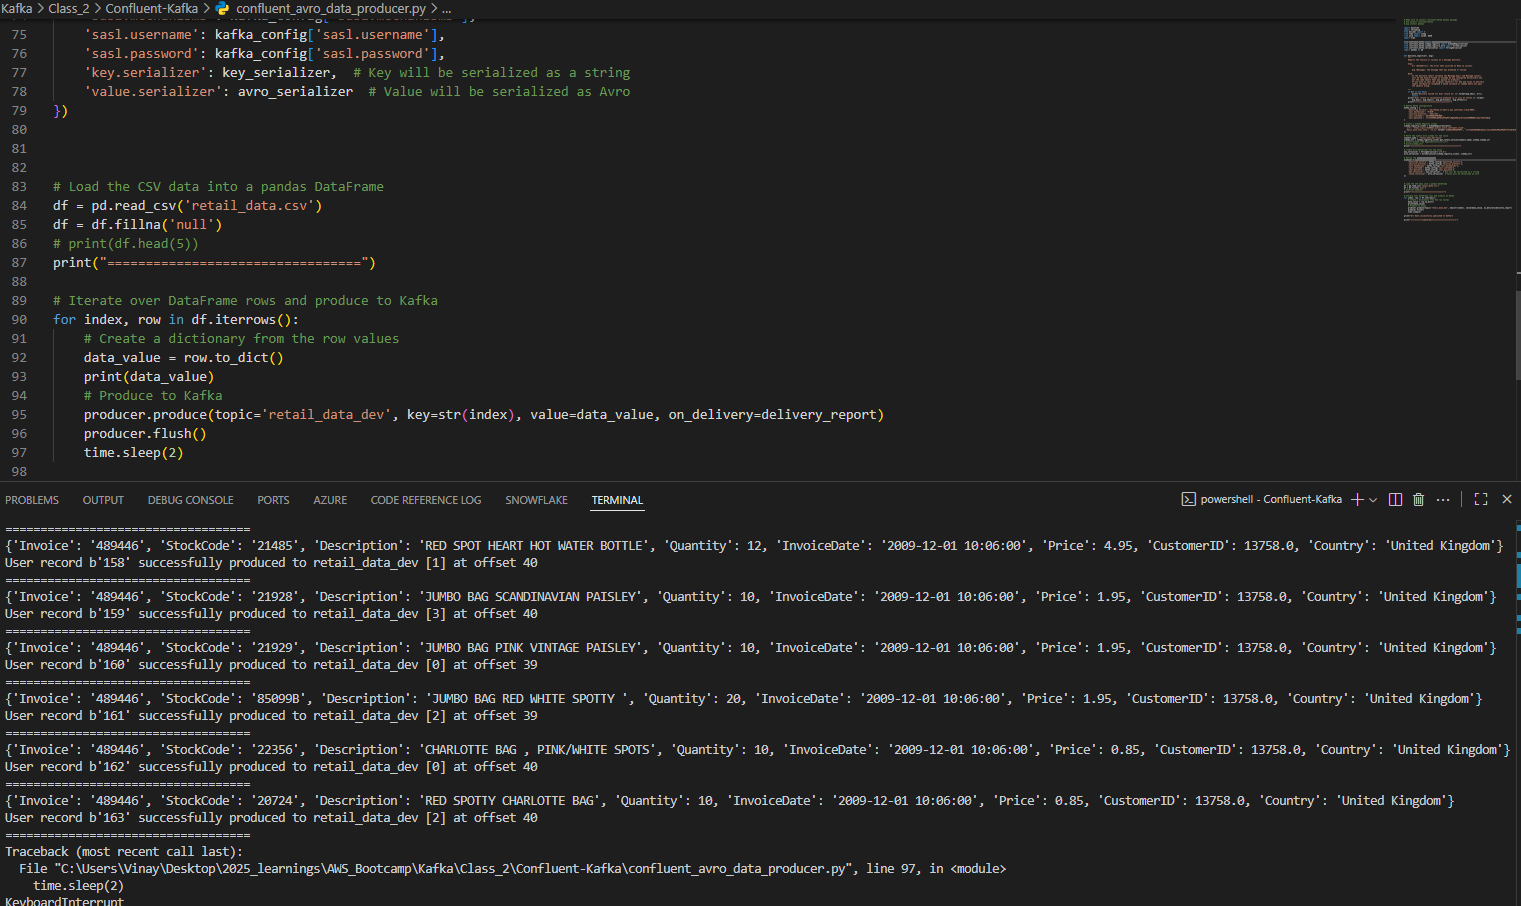 Kafka > Class_2 > Confluent-Kafka > confluent_avro_data_producer.py > ...
75 'sasl.username': kafka_config['sasl.username'],
76 'sasl.password': kafka_config['sasl.password'],
77 'key.serializer': key_serializer,  # Key will be serialized as a string
78 'value.serializer': avro_serializer  # Value will be serialized as Avro
79 })
80
81
82
83 # Load the CSV data into a pandas DataFrame
84 df = pd.read_csv('retail_data.csv')
85 df = df.fillna('null')
86 # print(df.head(5))
87 print("=================================")
88
89 # Iterate over DataFrame rows and produce to Kafka
90 for index, row in df.iterrows():
91 # Create a dictionary from the row values
92 data_value = row.to_dict()
93 print(data_value)
94 # Produce to Kafka
95 producer.produce(topic='retail_data_dev', key=str(index), value=data_value, on_delivery=delivery_report)
96 producer.flush()
97 time.sleep(2)
98
PROBLEMS OUTPUT DEBUG CONSOLE PORTS AZURE CODE REFERENCE LOG SNOWFLAKE TERMINAL powershell - Confluent-Kafka
===================================
{'Invoice': '489446', 'StockCode': '21485', 'Description': 'RED SPOT HEART HOT WATER BOTTLE', 'Quantity': 12, 'InvoiceDate': '2009-12-01 10:06:00', 'Price': 4.95, 'CustomerID': 13758.0, 'Country': 'United Kingdom'}
User record b'158' successfully produced to retail_data_dev [1] at offset 40
===================================
{'Invoice': '489446', 'StockCode': '21928', 'Description': 'JUMBO BAG SCANDINAVIAN PAISLEY', 'Quantity': 10, 'InvoiceDate': '2009-12-01 10:06:00', 'Price': 1.95, 'CustomerID': 13758.0, 'Country': 'United Kingdom'}
User record b'159' successfully produced to retail_data_dev [3] at offset 40
===================================
{'Invoice': '489446', 'StockCode': '21929', 'Description': 'JUMBO BAG PINK VINTAGE PAISLEY', 'Quantity': 10, 'InvoiceDate': '2009-12-01 10:06:00', 'Price': 1.95, 'CustomerID': 13758.0, 'Country': 'United Kingdom'}
User record b'160' successfully produced to retail_data_dev [0] at offset 39
===================================
{'Invoice': '489446', 'StockCode': '85099B', 'Description': 'JUMBO BAG RED WHITE SPOTTY ', 'Quantity': 20, 'InvoiceDate': '2009-12-01 10:06:00', 'Price': 1.95, 'CustomerID': 13758.0, 'Country': 'United Kingdom'}
User record b'161' successfully produced to retail_data_dev [2] at offset 39
===================================
{'Invoice': '489446', 'StockCode': '22356', 'Description': 'CHARLOTTE BAG , PINK/WHITE SPOTS', 'Quantity': 10, 'InvoiceDate': '2009-12-01 10:06:00', 'Price': 0.85, 'CustomerID': 13758.0, 'Country': 'United Kingdom'}
User record b'162' successfully produced to retail_data_dev [0] at offset 40
===================================
{'Invoice': '489446', 'StockCode': '20724', 'Description': 'RED SPOTTY CHARLOTTE BAG', 'Quantity': 10, 'InvoiceDate': '2009-12-01 10:06:00', 'Price': 0.85, 'CustomerID': 13758.0, 'Country': 'United Kingdom'}
User record b'163' successfully produced to retail_data_dev [2] at offset 40
===================================
Traceback (most recent call last):
File "C:\Users\Vinay\Desktop\2025_learnings\AWS_Bootcamp\Kafka\Class_2\Confluent-Kafka\confluent_avro_data_producer.py", line 97, in <module>
time.sleep(2)
KeyboardInterrupt